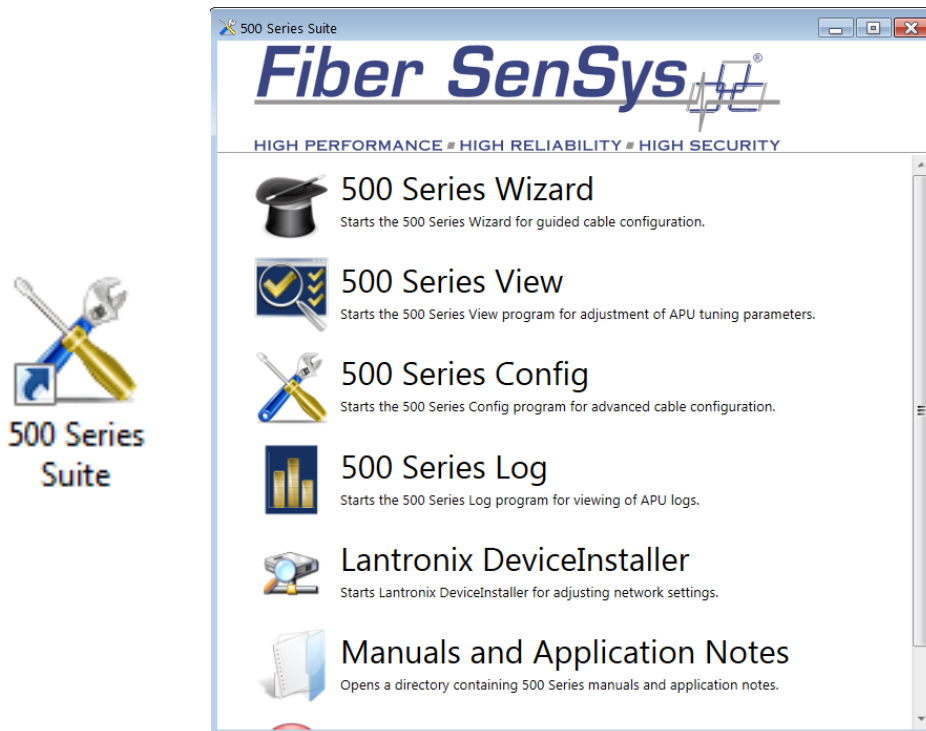 500 Series
Suite
500 Series Suite
Fiber SenSys®
HIGH PERFORMANCE ▪ HIGH RELIABILITY ▪ HIGH SECURITY
500 Series Wizard
Starts the 500 Series Wizard for guided cable configuration.
500 Series View
Starts the 500 Series View program for adjustment of APU tuning parameters.
500 Series Config
Starts the 500 Series Config program for advanced cable configuration.
500 Series Log
Starts the 500 Series Log program for viewing of APU logs.
Lantronix DeviceInstaller
Starts Lantronix DeviceInstaller for adjusting network settings.
Manuals and Application Notes
Opens a directory containing 500 Series manuals and application notes.